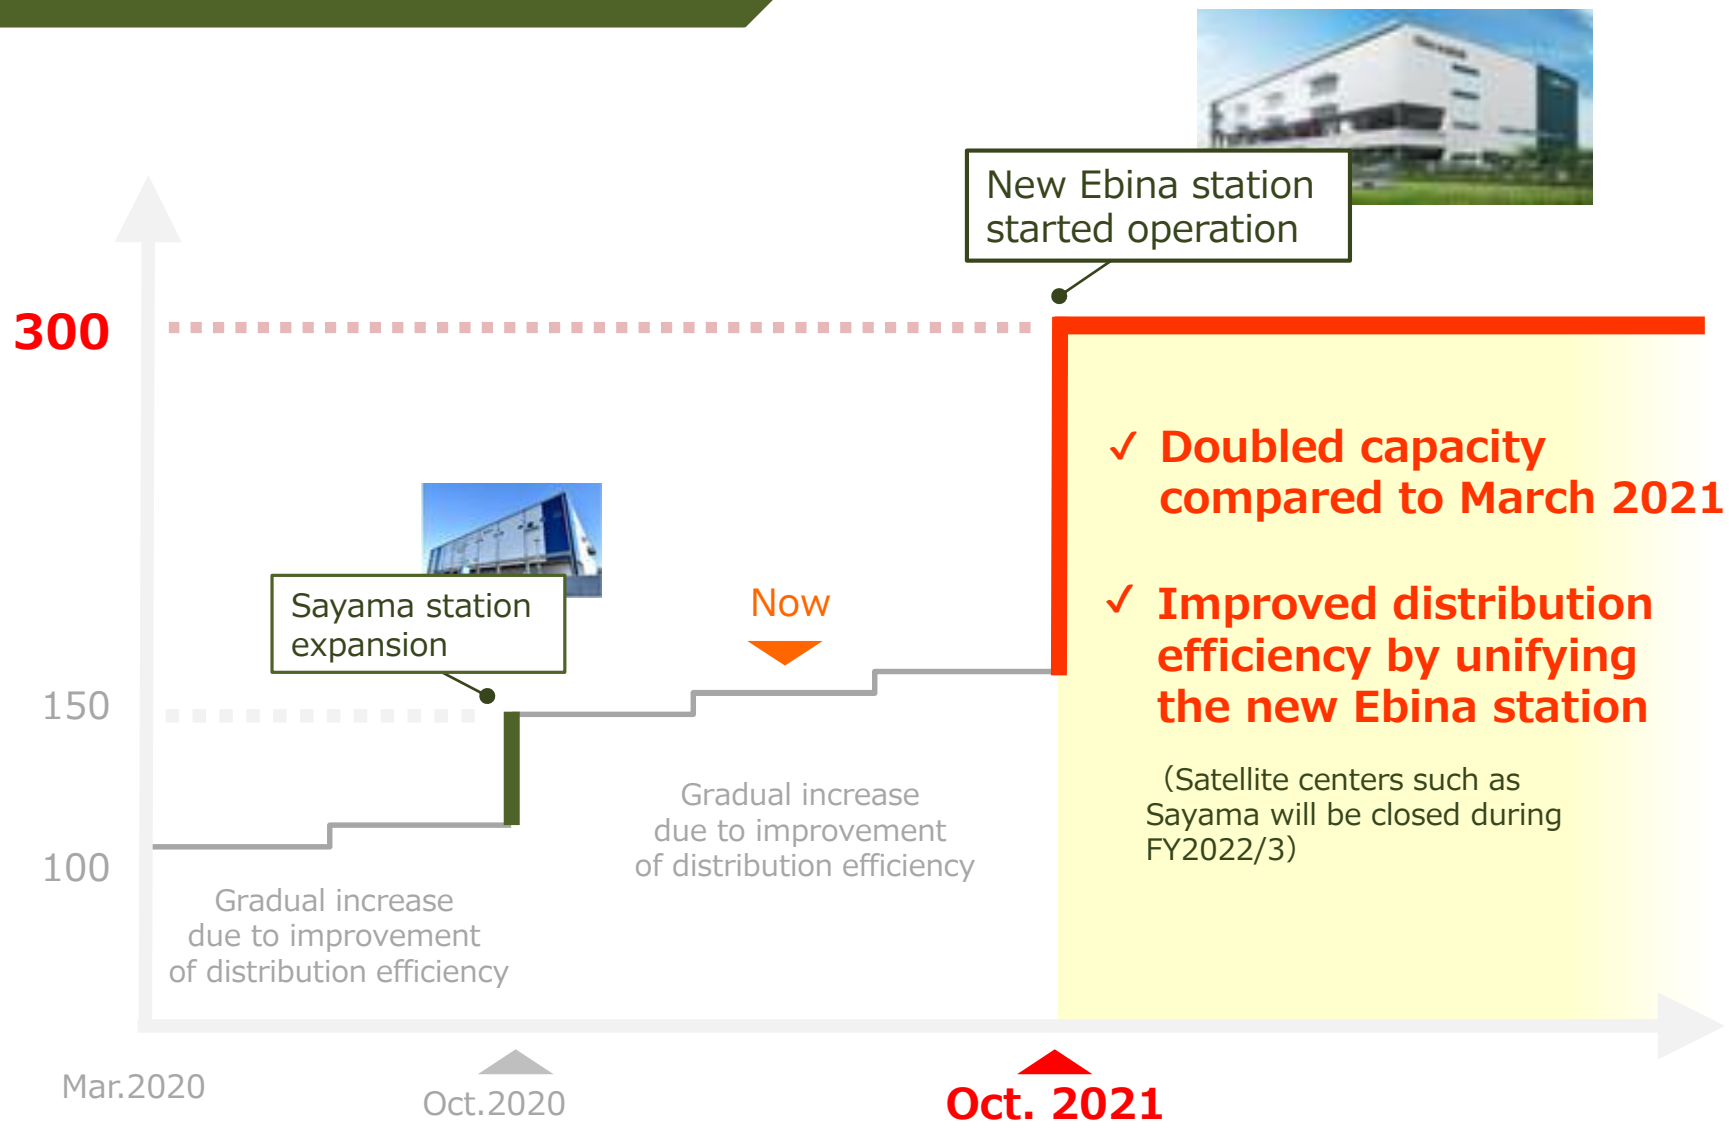 New Ebina station
started operation
300
✓ Doubled capacity
compared to March 2021
Sayama station
expansion
Now
✓ Improved distribution
efficiency by unifying
the new Ebina station
150
(Satellite centers such as
Sayama will be closed during
FY2022/3)
Gradual increase
due to improvement
of distribution efficiency
100
Gradual increase
due to improvement
of distribution efficiency
Mar.2020
Oct.2020
Oct. 2021